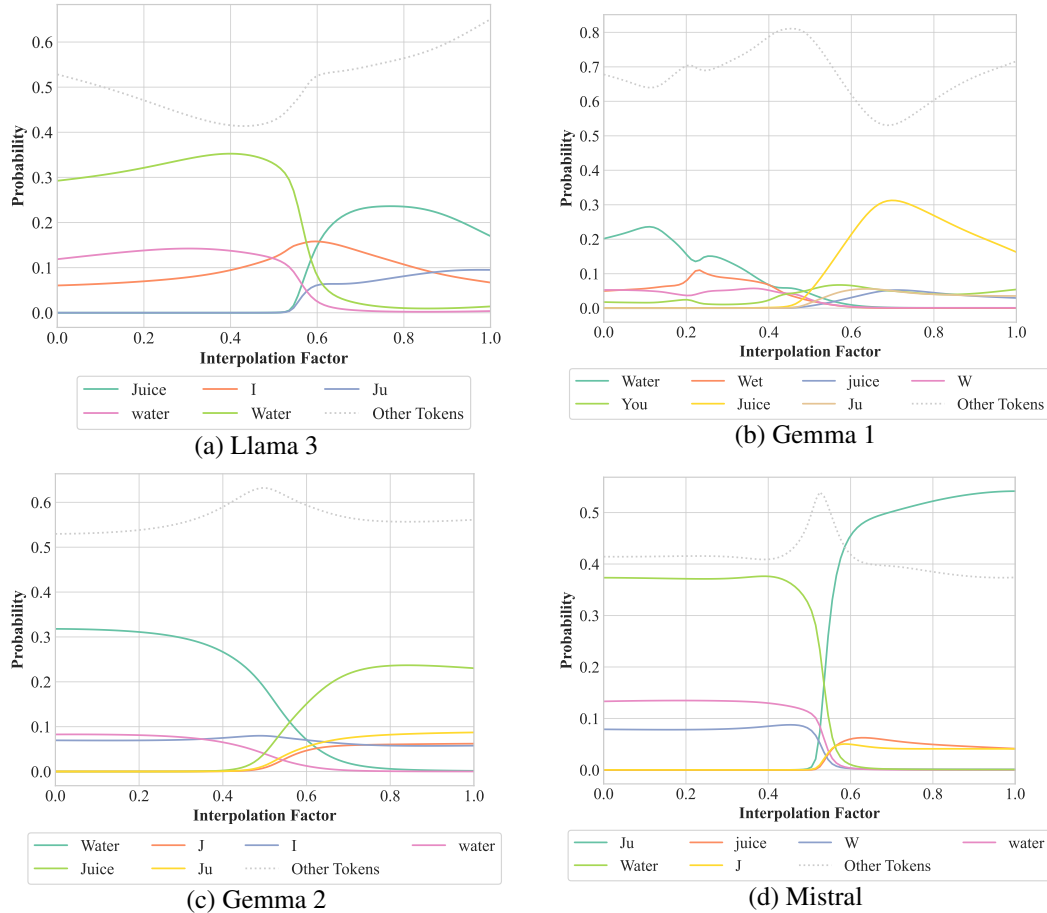 0.6
0.5
0.4
0.3
0.2
0.1
0.0
Probability
0.0 0.2 0.4 0.6 0.8 1.0
Interpolation Factor
Juice I Ju
water Water Other Tokens
(a) Llama 3
0.8
0.7
0.6
0.5
0.4
0.3
0.2
0.1
0.0
Probability
0.0 0.2 0.4 0.6 0.8 1.0
Interpolation Factor
Water Wet juice W
You Juice Ju Other Tokens
(b) Gemma 1
0.6
0.5
0.4
0.3
0.2
0.1
0.0
Probability
0.0 0.2 0.4 0.6 0.8 1.0
Interpolation Factor
Water J I water
Juice Ju Other Tokens
(c) Gemma 2
0.5
0.4
0.3
0.2
0.1
0.0
Probability
0.0 0.2 0.4 0.6 0.8 1.0
Interpolation Factor
Ju juice W water
Water J Other Tokens
(d) Mistral